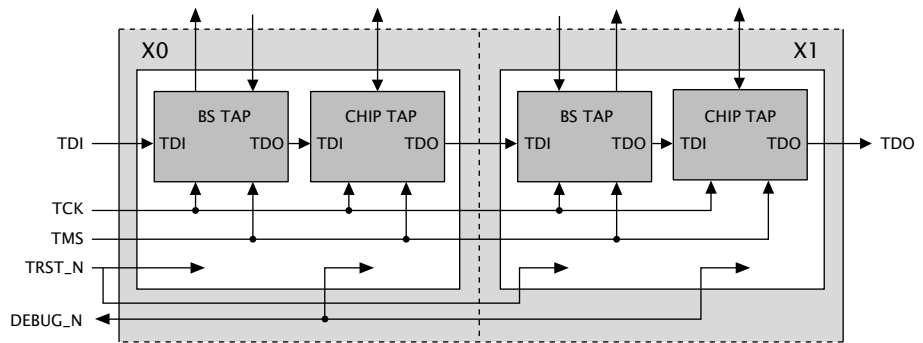 X0 X1
BS TAP CHIP TAP BS TAP CHIP TAP
TDI TDI TDO TDI TDO TDI TDO TDI TDO TDO
TCK
TMS
TRST_N
DEBUG_N